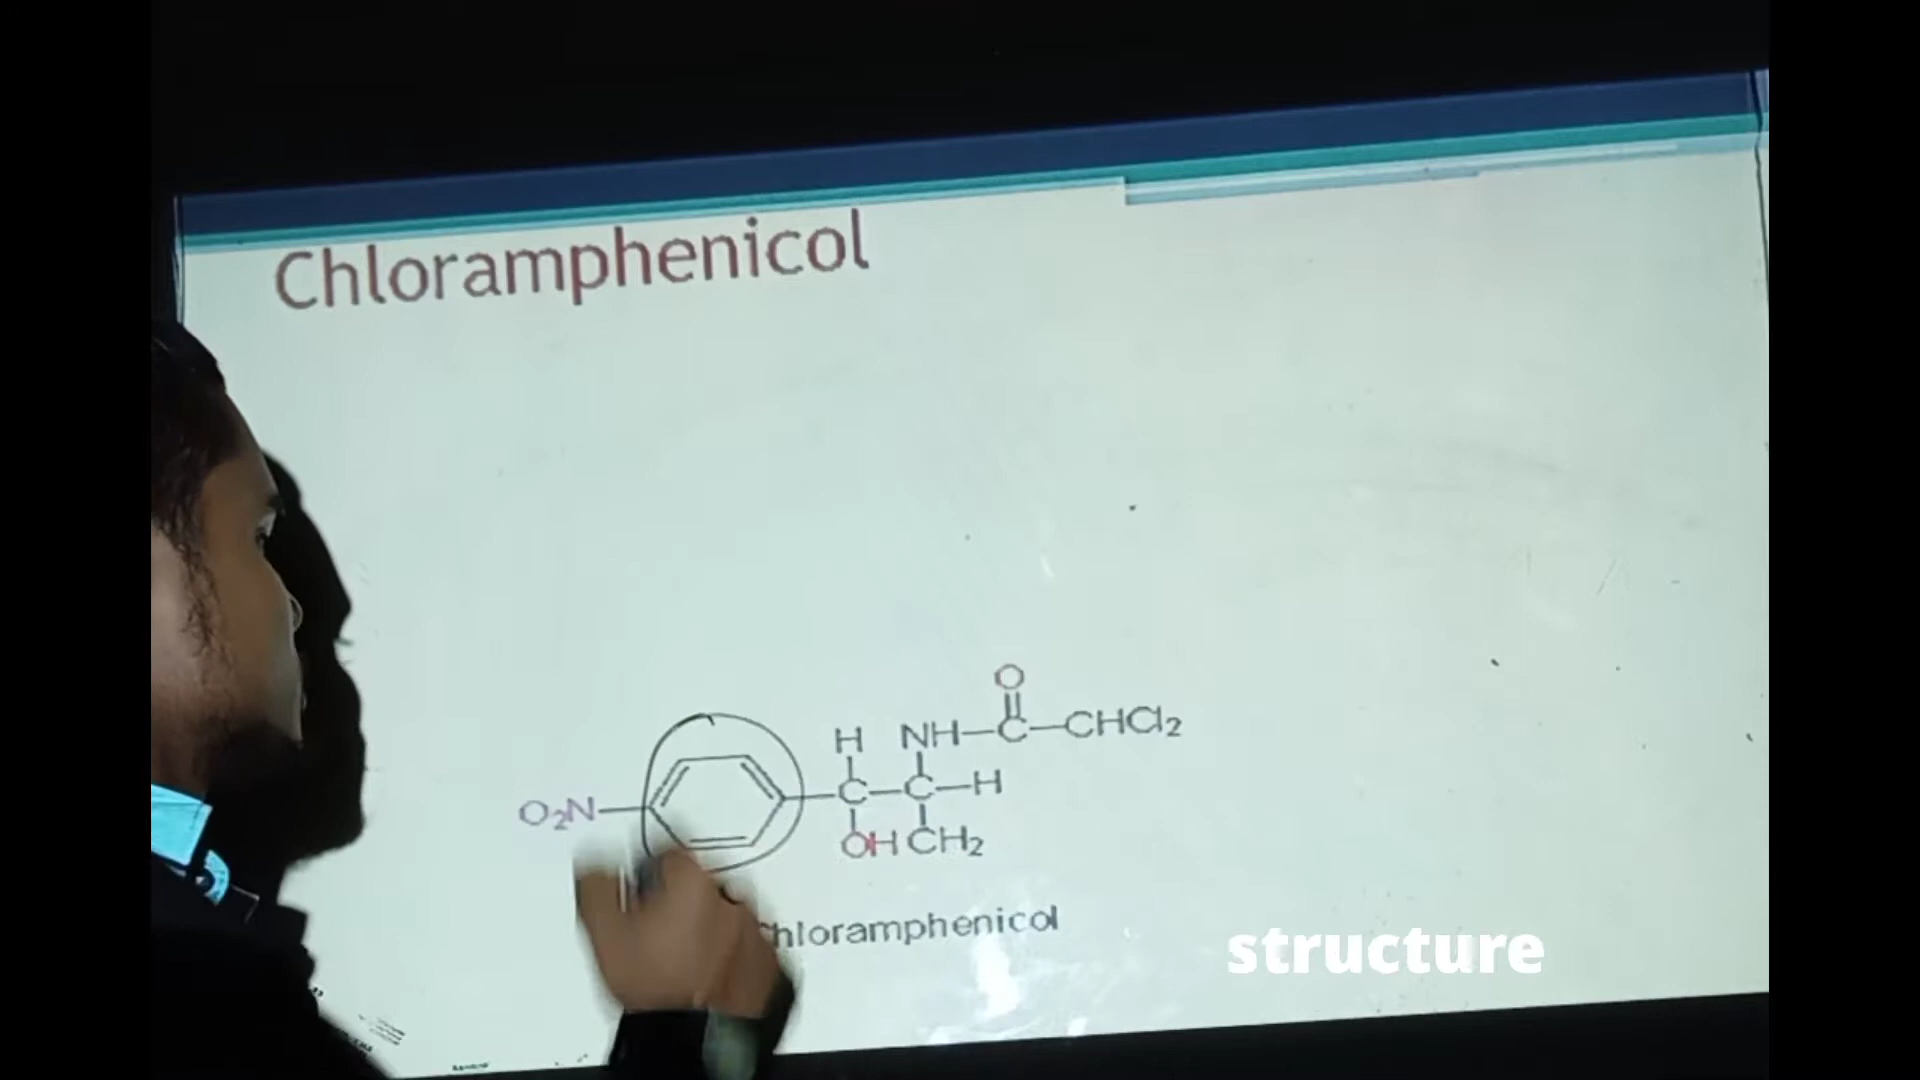 Chloramphenicol
O
H NH—C—CHCl₂
O₂N— —C—C—H
OH CH₂
hloramphenicol
structure